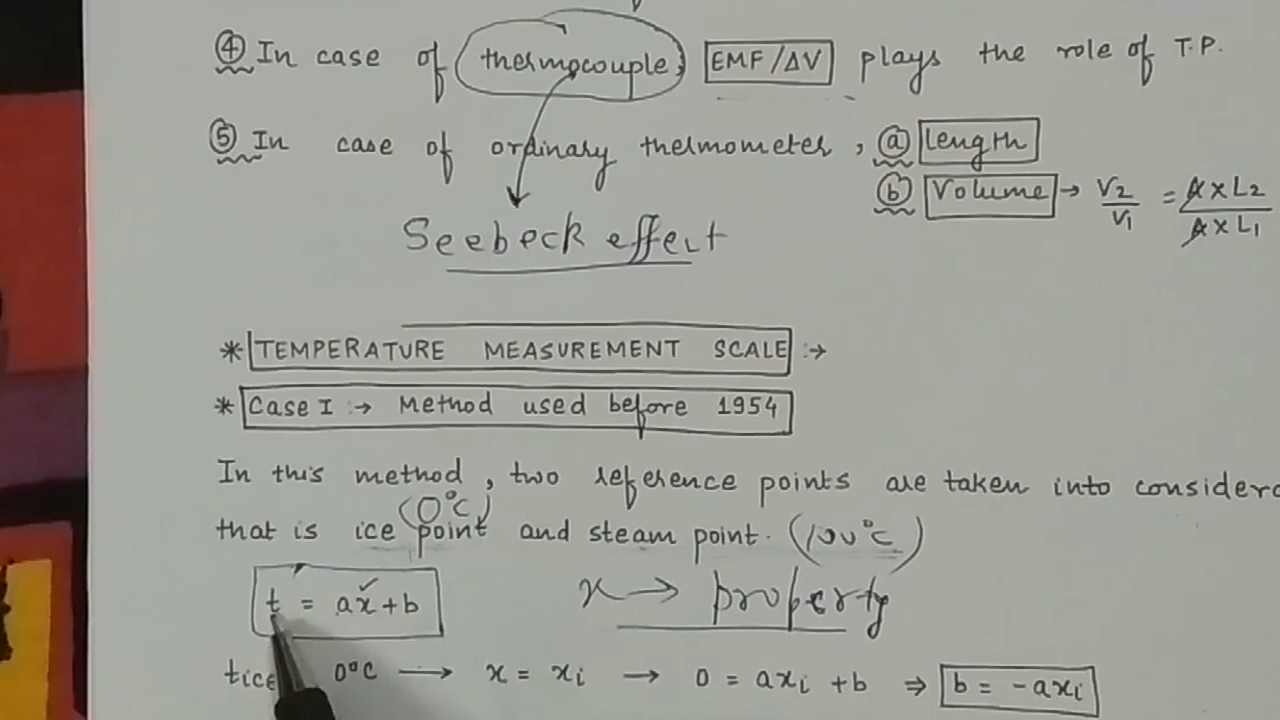 ④ In case of thermocouple, EMF/ΔV plays the role of T.P.
⑤ In case of ordinary thermometer, ⓐ Length
ⓑ Volume → V2/V1 = A×L2/A×L1
Seebeck effect
* TEMPERATURE MEASUREMENT SCALE :→
* Case I :→ Method used before 1954
In this method, two reference points are taken into considera
(0°C)
that is ice point and steam point. (100°C)
t = ax+b x → property
tice 0°C → x = xi → 0 = axi + b ⇒ b = -axi